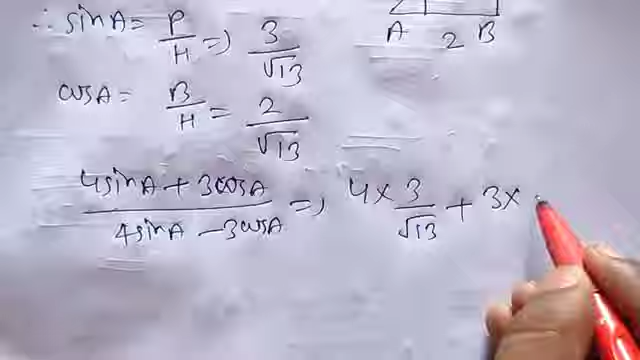 ∴ sinA = P/H => 3/√13
A 2 B
cosA = B/H = 2/√13
4sinA + 3cosA / 4sinA - 3cosA => 4 × 3/√13 + 3 ×